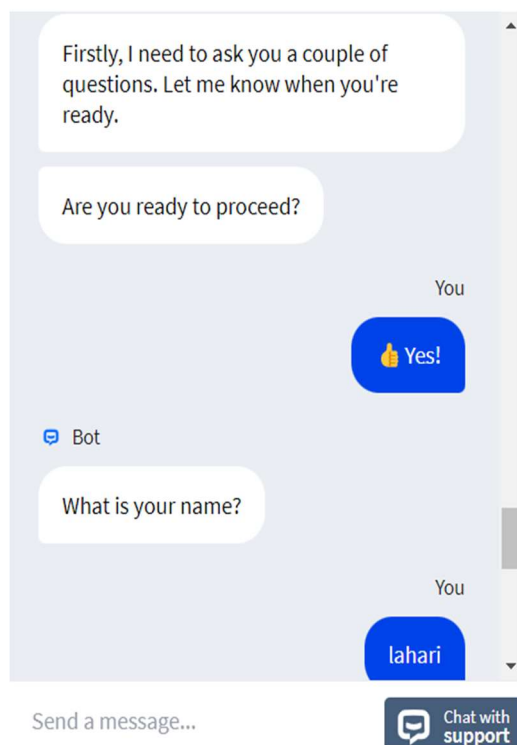 Firstly, I need to ask you a couple of
questions. Let me know when you're
ready.
Are you ready to proceed?
You
👍 Yes!
Bot
What is your name?
You
lahari
Send a message...
Chat with
support